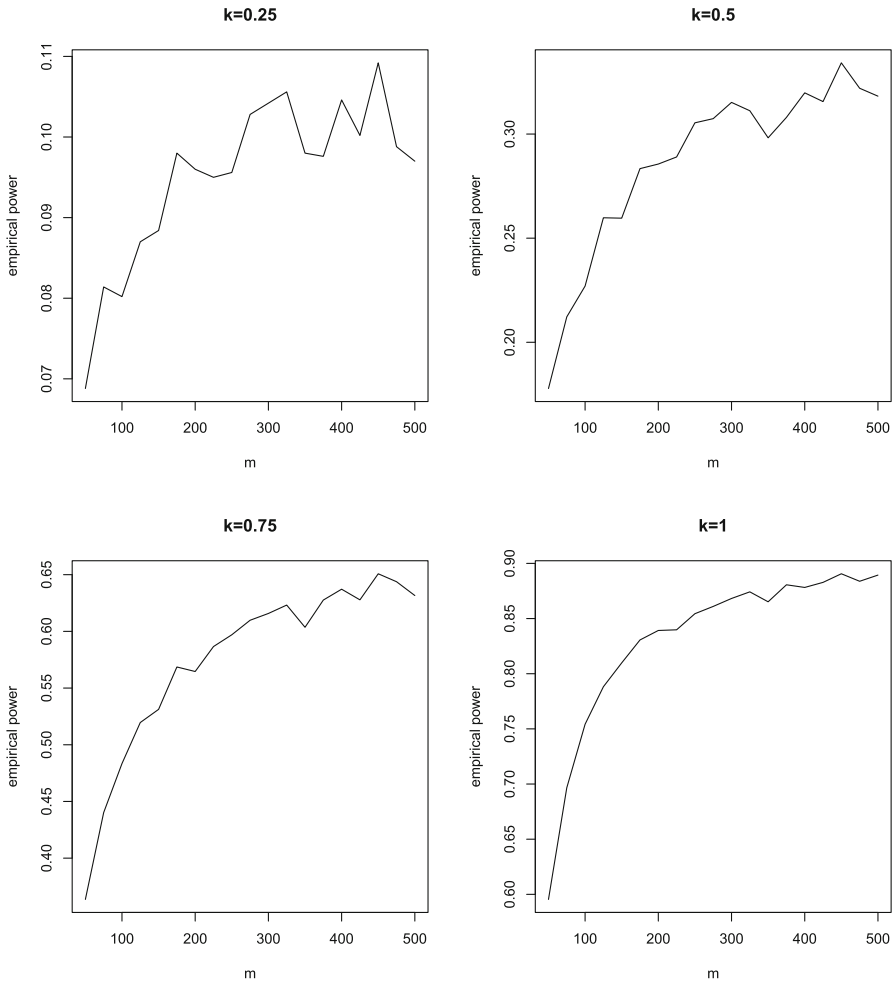 k=0.25
empirical power
0.11
0.10
0.09
0.08
0.07
100 200 300 400 500
m
k=0.5
empirical power
0.30
0.25
0.20
100 200 300 400 500
m
k=0.75
empirical power
0.65
0.60
0.55
0.50
0.45
0.40
100 200 300 400 500
m
k=1
empirical power
0.90
0.85
0.80
0.75
0.70
0.65
0.60
100 200 300 400 500
m